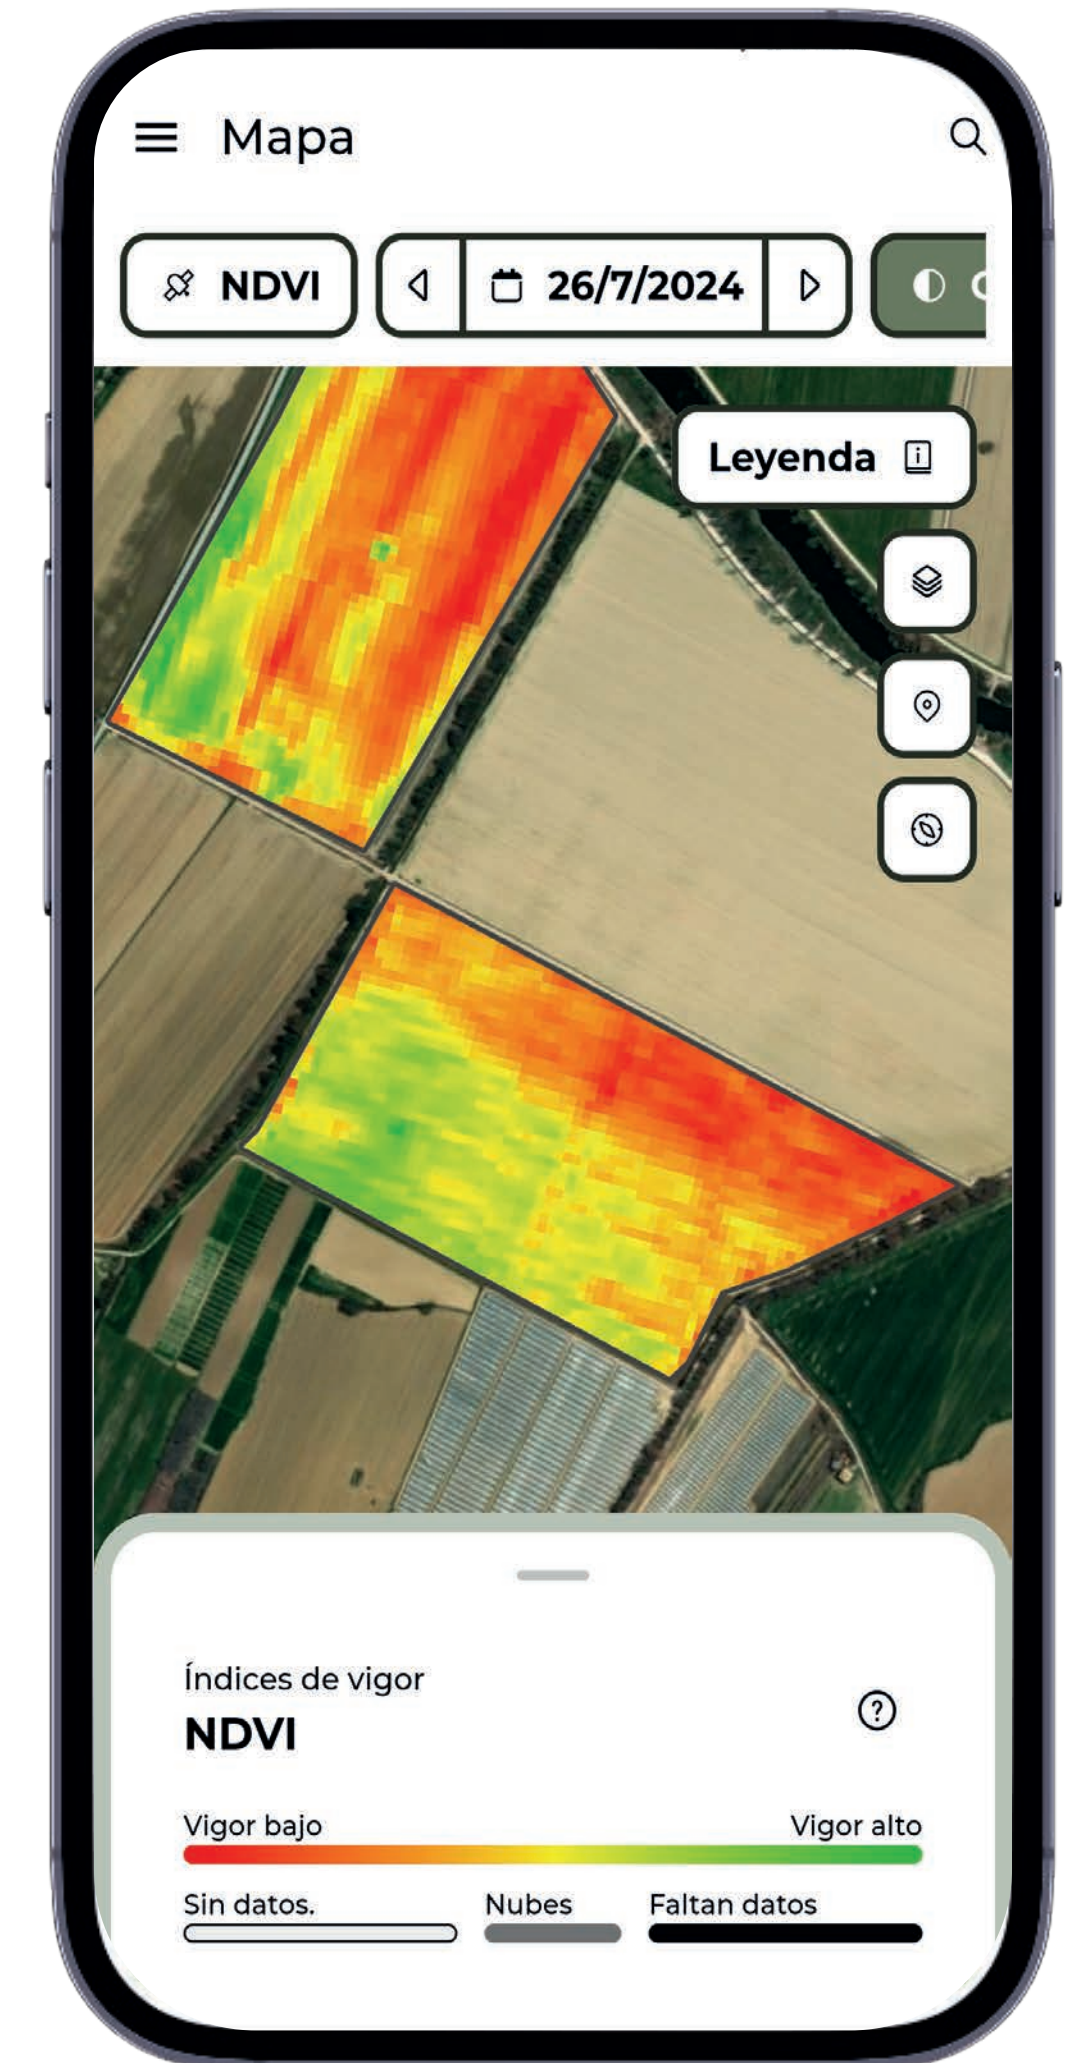 Mapa
NDVI
26/7/2024
Leyenda
Índices de vigor
NDVI
Vigor bajo
Vigor alto
Sin datos.
Nubes
Faltan datos